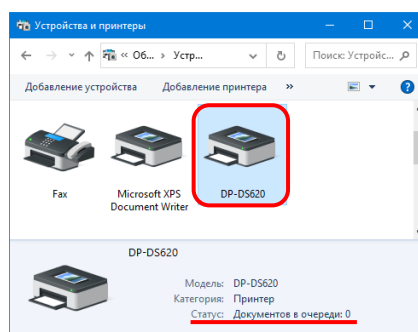 Устройства и принтеры
« Об... › Устр...
Поиск: Устройс...
Добавление устройства Добавление принтера »
?
Fax
Microsoft XPS
Document Writer
DP-DS620
DP-DS620
Модель: DP-DS620
Категория: Принтер
Статус: Документов в очереди: 0